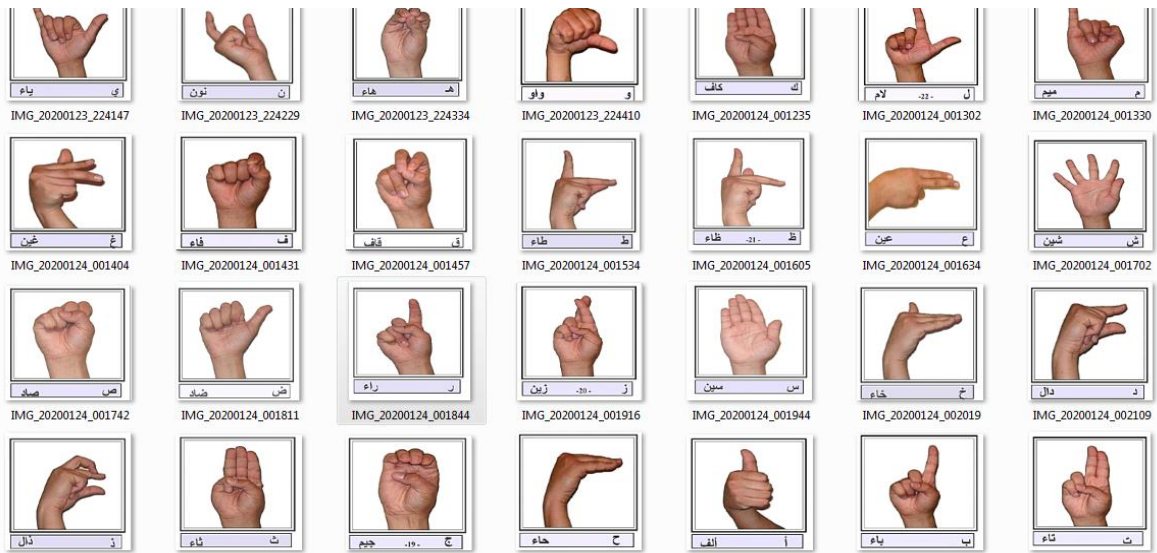 ي ياء
ن نون
هـ هاء
و واو
ك كاف
ل -22- لام
م ميم
IMG_20200123_224147 IMG_20200123_224229 IMG_20200123_224334 IMG_20200123_224410 IMG_20200124_001235 IMG_20200124_001302 IMG_20200124_001330
غ غين
ف فاء
ق قاف
ط طاء
ظ -21- ظاء
ع عين
ش شين
IMG_20200124_001404 IMG_20200124_001431 IMG_20200124_001457 IMG_20200124_001534 IMG_20200124_001605 IMG_20200124_001634 IMG_20200124_001702
ص صاد
ض ضاد
ر راء
ز -20- زين
س سين
خ خاء
د دال
IMG_20200124_001742 IMG_20200124_001811 IMG_20200124_001844 IMG_20200124_001916 IMG_20200124_001944 IMG_20200124_002019 IMG_20200124_002109
ذ ذال
ث ثاء
ج -19- جيم
ح حاء
أ ألف
ب باء
ت تاء